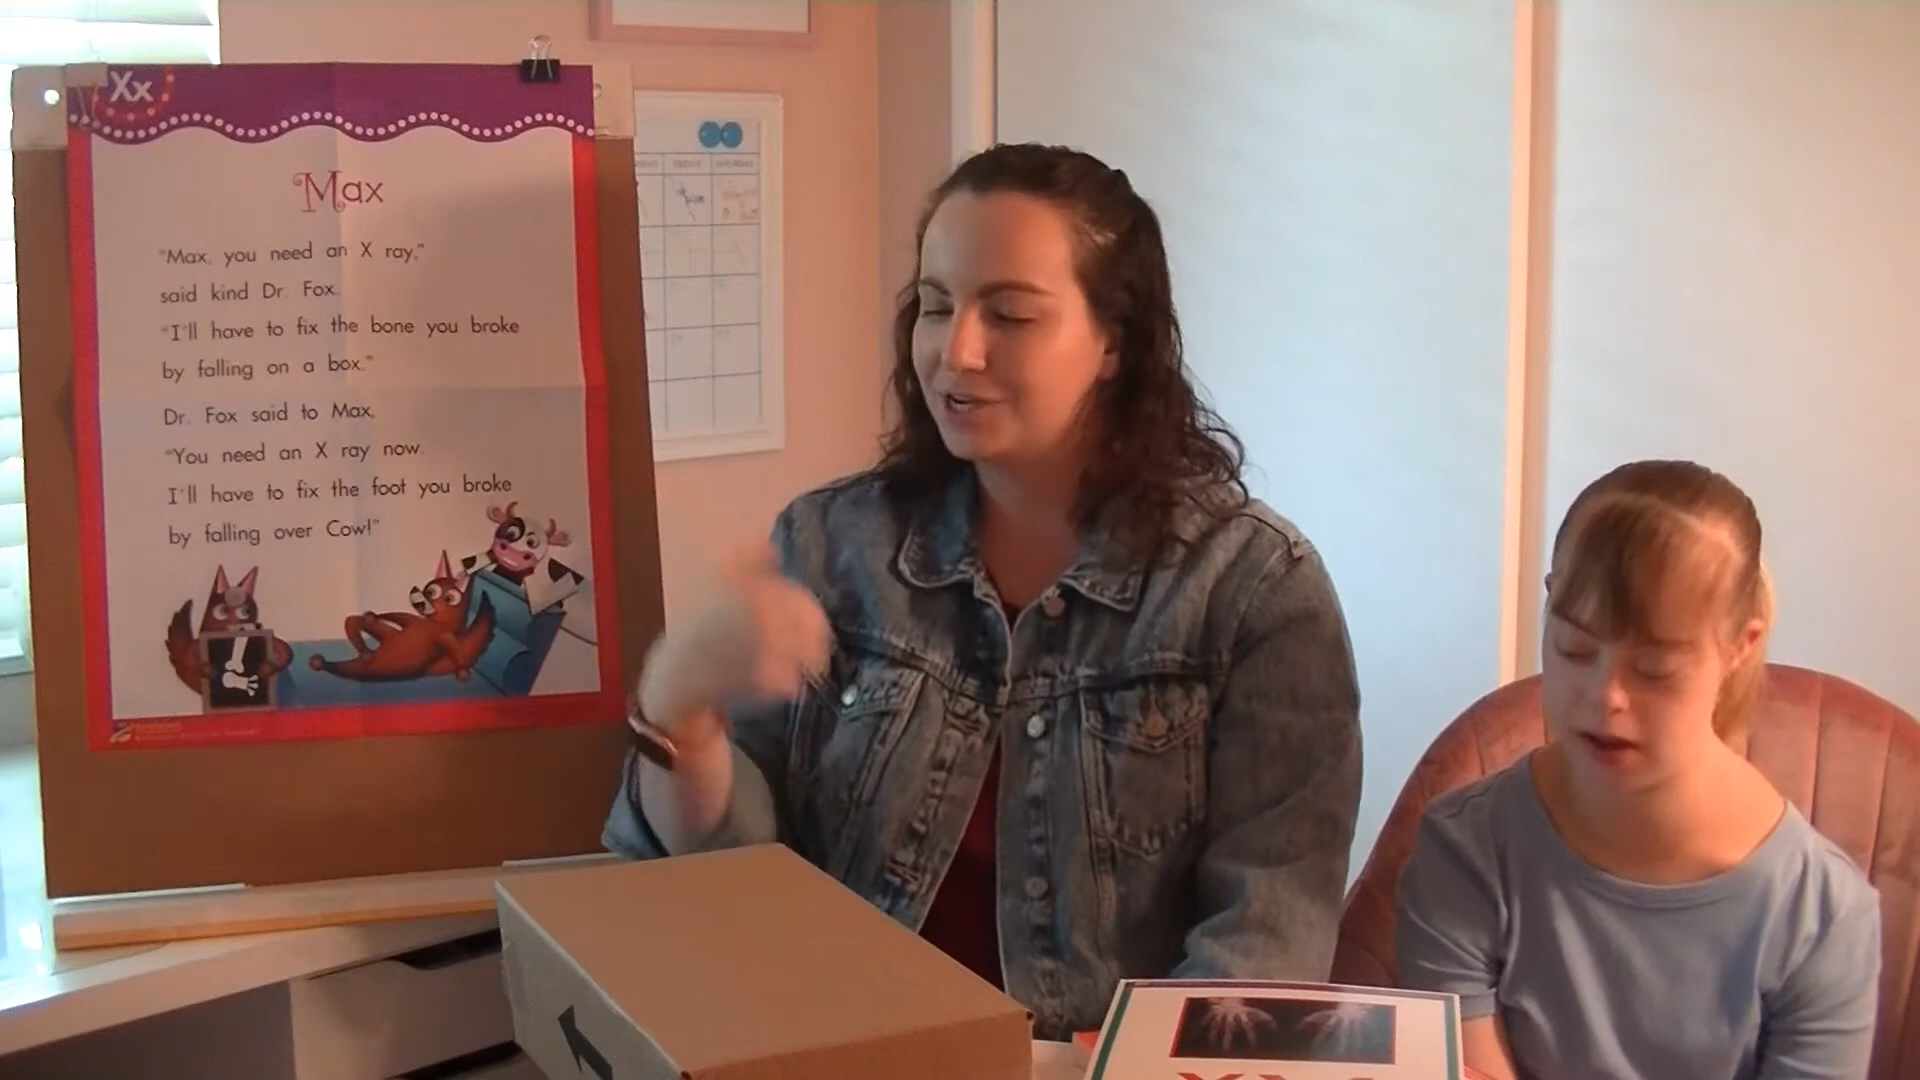 Xx
Max
"Max, you need an X ray,"
said kind Dr. Fox.
"I'll have to fix the bone you broke
by falling on a box."
Dr. Fox said to Max,
"You need an X ray now.
I'll have to fix the foot you broke
by falling over Cow!"